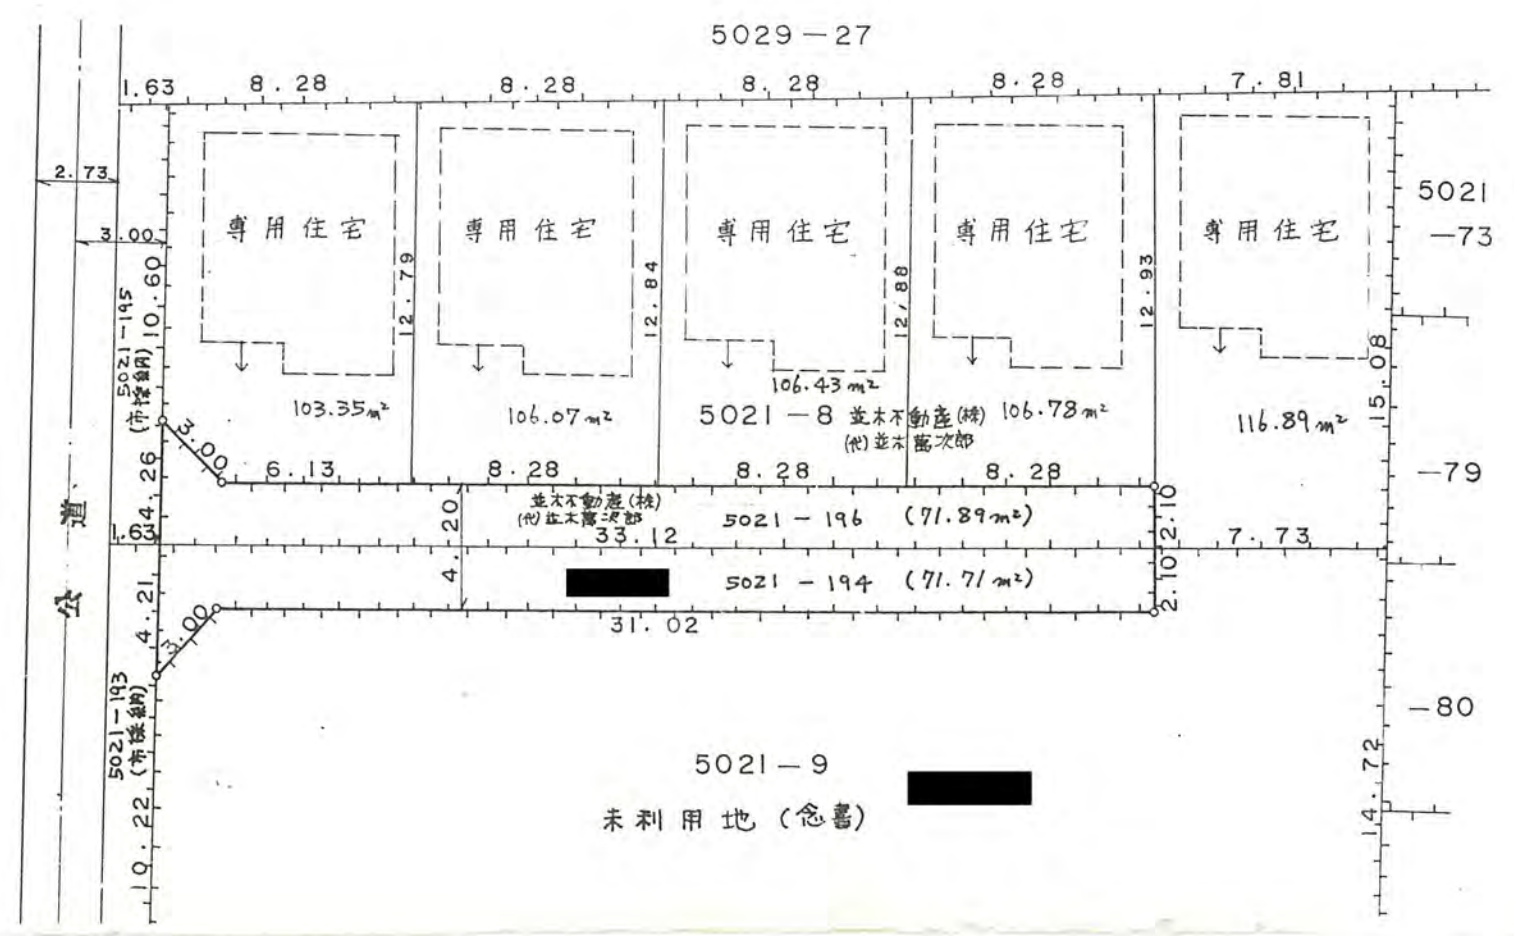 5029-27
1.63
8.28
8.28
8.28
8.28
7.81
2.73
3.00
専用住宅
専用住宅
専用住宅
専用住宅
専用住宅
5021
-73
12.79
12.84
12.88
12.93
10.60
5021-195
(市採納)
15.08
103.35m²
106.07m²
106.43m²
106.78m²
116.89m²
5021-8
並木不動産(株)
(代)並木萬次郎
3.00
6.13
8.28
8.28
8.28
-79
4.26
1.63
4.20
並木不動産(株)
(代)並木萬次郎
5021-196 (71.89m²)
2.10
33.12
7.73
公道
4.21
5021-194 (71.71m²)
2.10
3.00
31.02
5021-193
(市採納)
10.22
5021-9
未利用地(念書)
-80
14.72